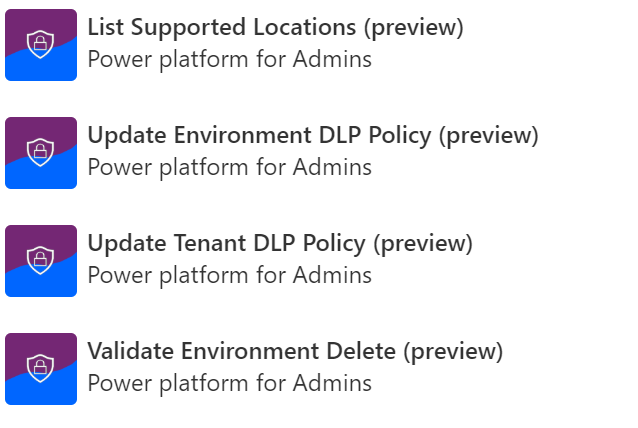 List Supported Locations (preview)
Power platform for Admins
Update Environment DLP Policy (preview)
Power platform for Admins
Update Tenant DLP Policy (preview)
Power platform for Admins
Validate Environment Delete (preview)
Power platform for Admins